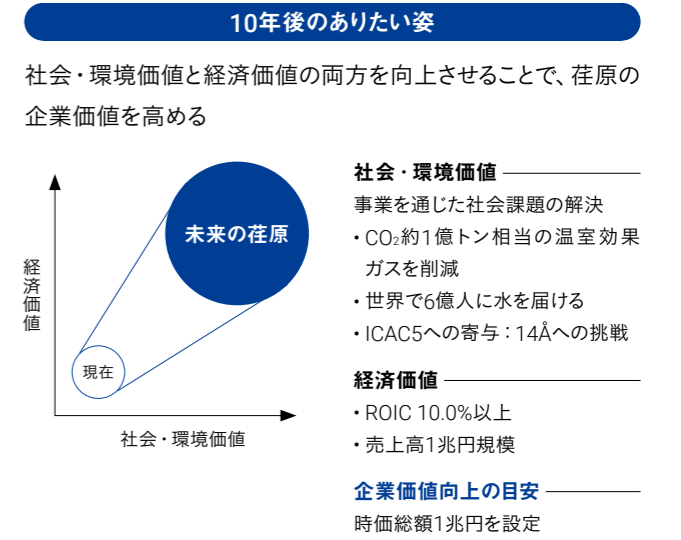 10年後のありたい姿
社会・環境価値と経済価値の両方を向上させることで、荏原の
企業価値を高める
経済価値
未来の荏原
現在
社会・環境価値
社会・環境価値
事業を通じた社会課題の解決
・CO₂約1億トン相当の温室効果
ガスを削減
・世界で6億人に水を届ける
・ICAC5への寄与：14Åへの挑戦
経済価値
・ROIC 10.0%以上
・売上高1兆円規模
企業価値向上の目安
時価総額1兆円を設定